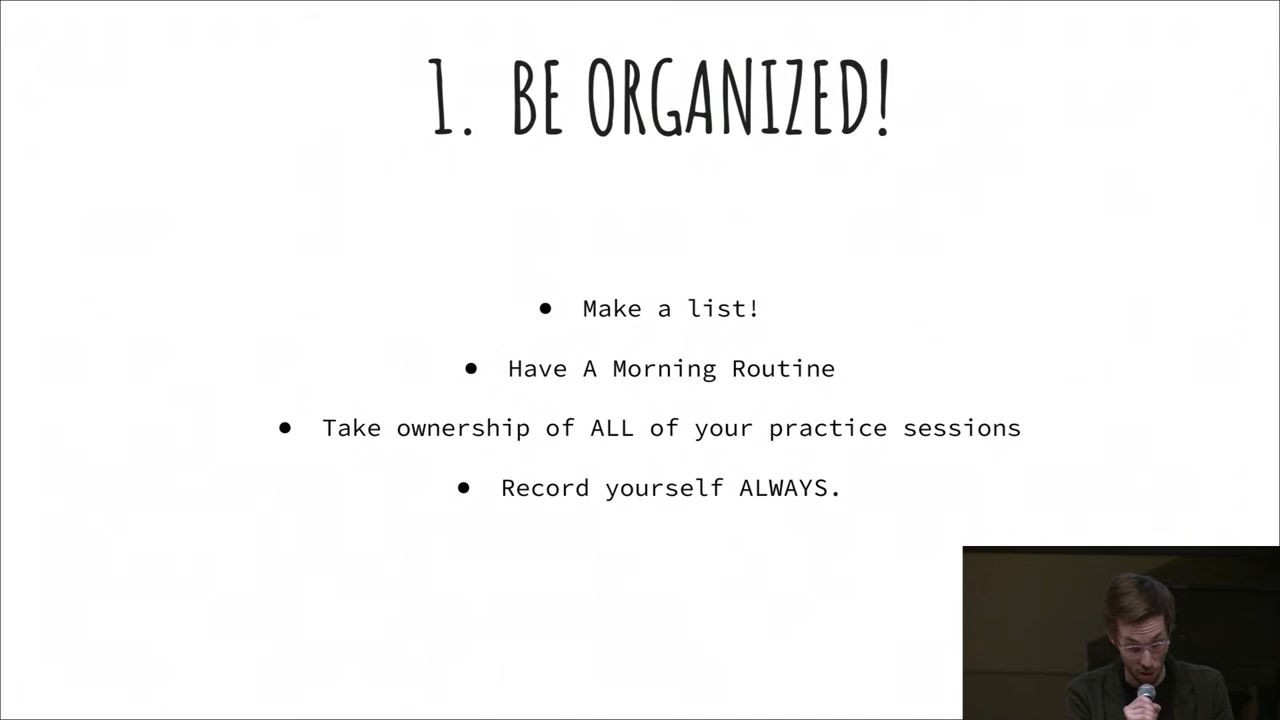 1. BE ORGANIZED!
● Make a list!
● Have A Morning Routine
● Take ownership of ALL of your practice sessions
● Record yourself ALWAYS.